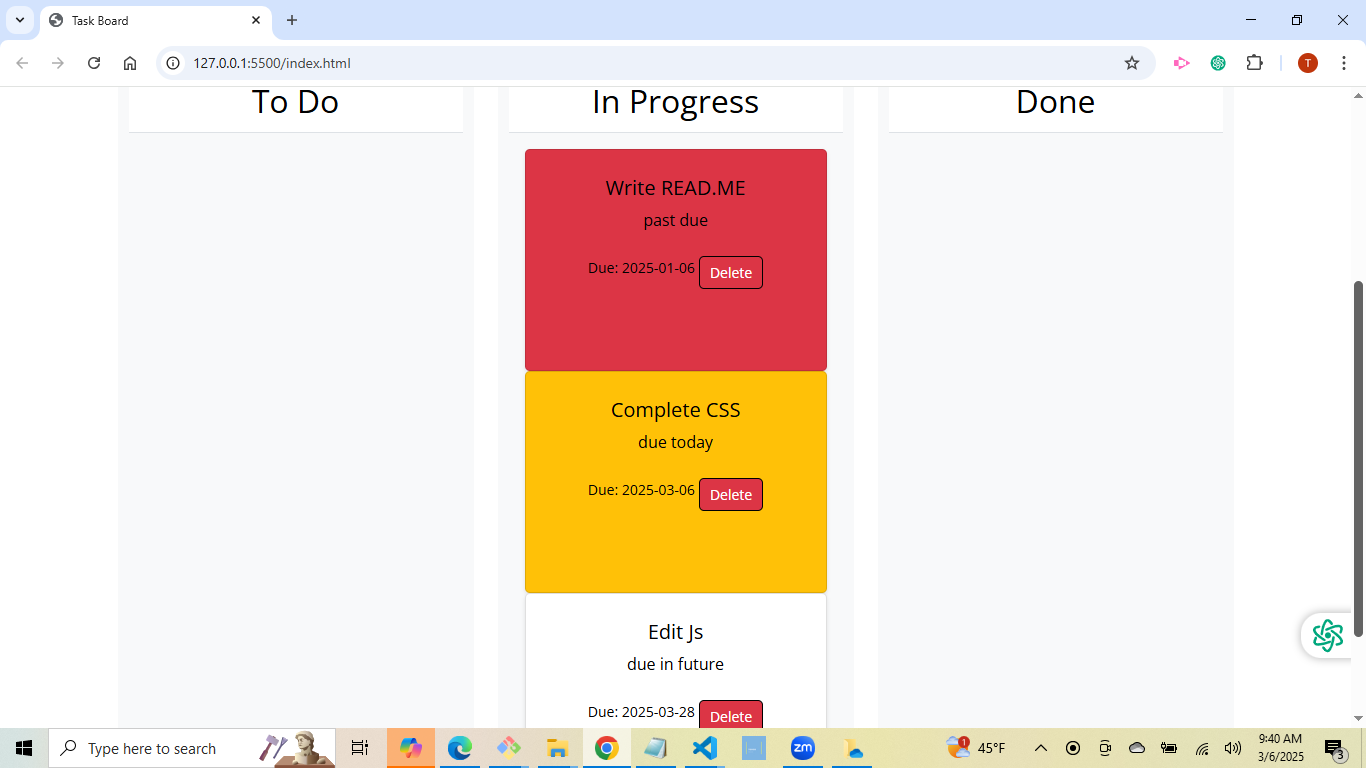 Task Board
127.0.0.1:5500/index.html
T
To Do
In Progress
Done
Write READ.ME
past due
Due: 2025-01-06 Delete
Complete CSS
due today
Due: 2025-03-06 Delete
Edit Js
due in future
Due: 2025-03-28 Delete
Type here to search
zm
1
45°F
9:40 AM
3/6/2025
3